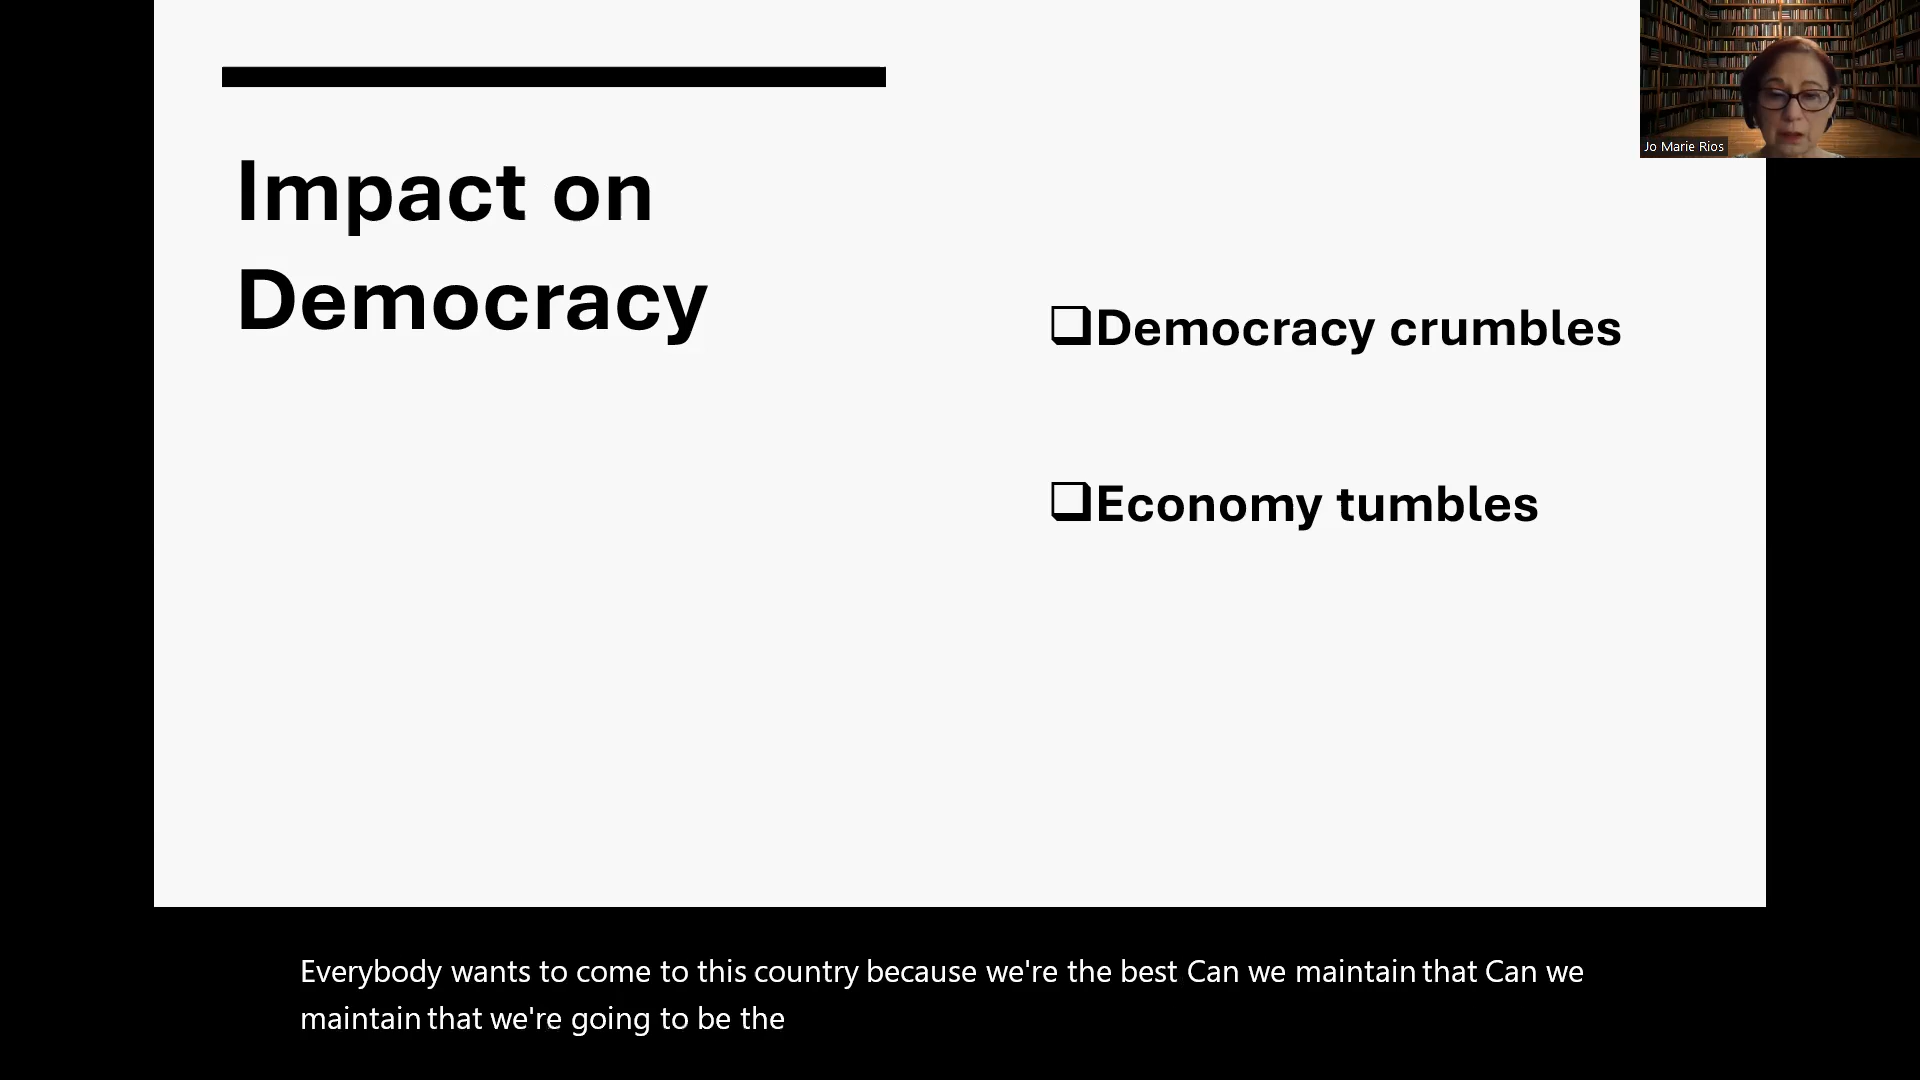 Impact on
Democracy
❑Democracy crumbles
❑Economy tumbles
Jo Marie Rios
Everybody wants to come to this country because we're the best Can we maintain that Can we
maintain that we're going to be the